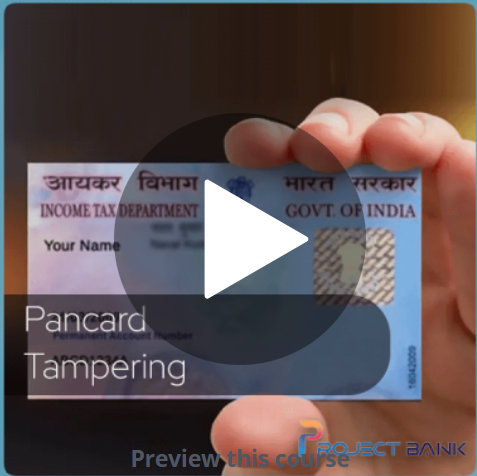 आयकर विभाग भारत सरकार
INCOME TAX DEPARTMENT GOVT. OF INDIA
Your Name
Permanent Account Number
Pancard
Tampering
16042009
PROJECT BANK
Preview this course